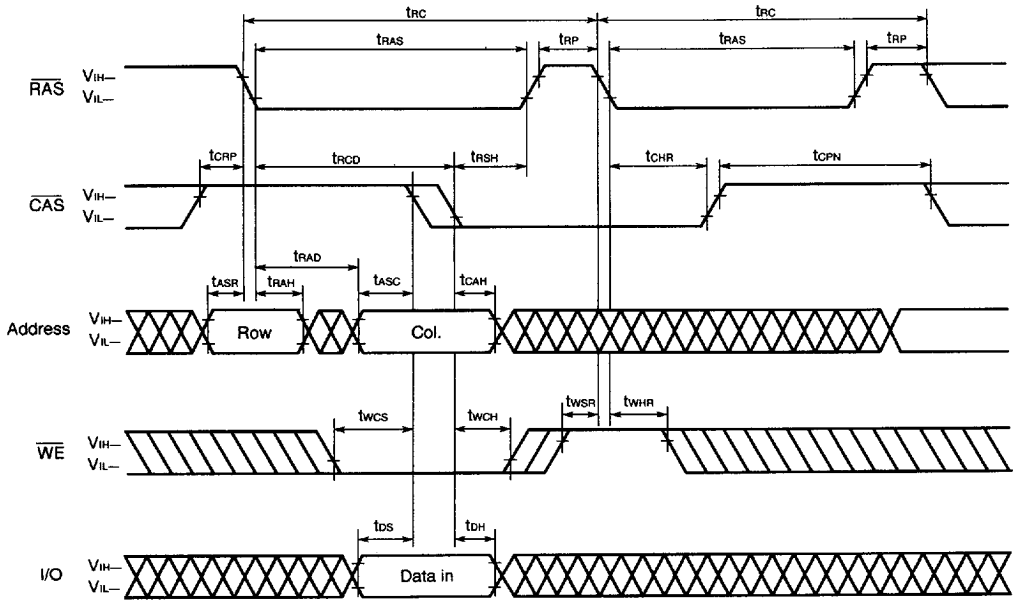 tRC tRC
tRAS tRP tRAS tRP
RAS VIH VIL
tCRP tRCD tRSH tCHR tCPN
CAS VIH VIL
tRAD
tASR tRAH tASC tCAH
Address VIH VIL Row Col.
tWCS tWCH tWSR tWHR
WE VIH VIL
tDS tDH
I/O VIH VIL Data in